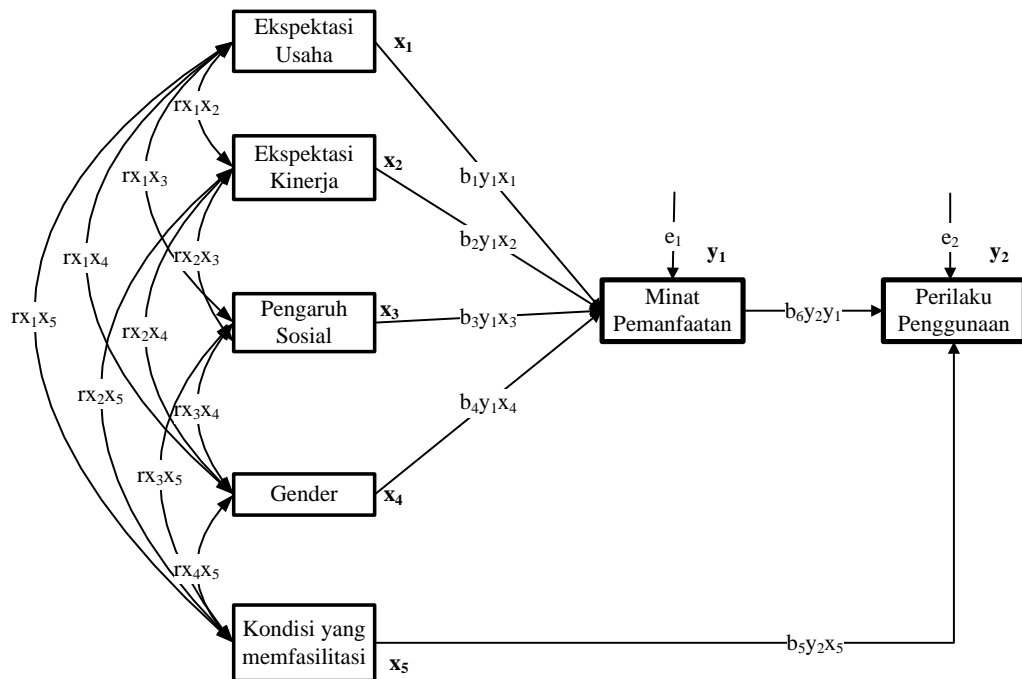 Ekspektasi
Usaha
x₁
rx₁x₂
Ekspektasi
Kinerja
x₂
rx₁x₃
b₁y₁x₁
b₂y₁x₂
rx₂x₃
rx₁x₄
e₁
y₁
e₂
y₂
Pengaruh
Sosial
x₃
b₃y₁x₃
Minat
Pemanfaatan
b₆y₂y₁
Perilaku
Penggunaan
rx₁x₅
rx₂x₄
rx₂x₅
rx₃x₄
b₄y₁x₄
rx₃x₅
Gender
x₄
rx₄x₅
Kondisi yang
memfasilitasi
x₅
b₅y₂x₅